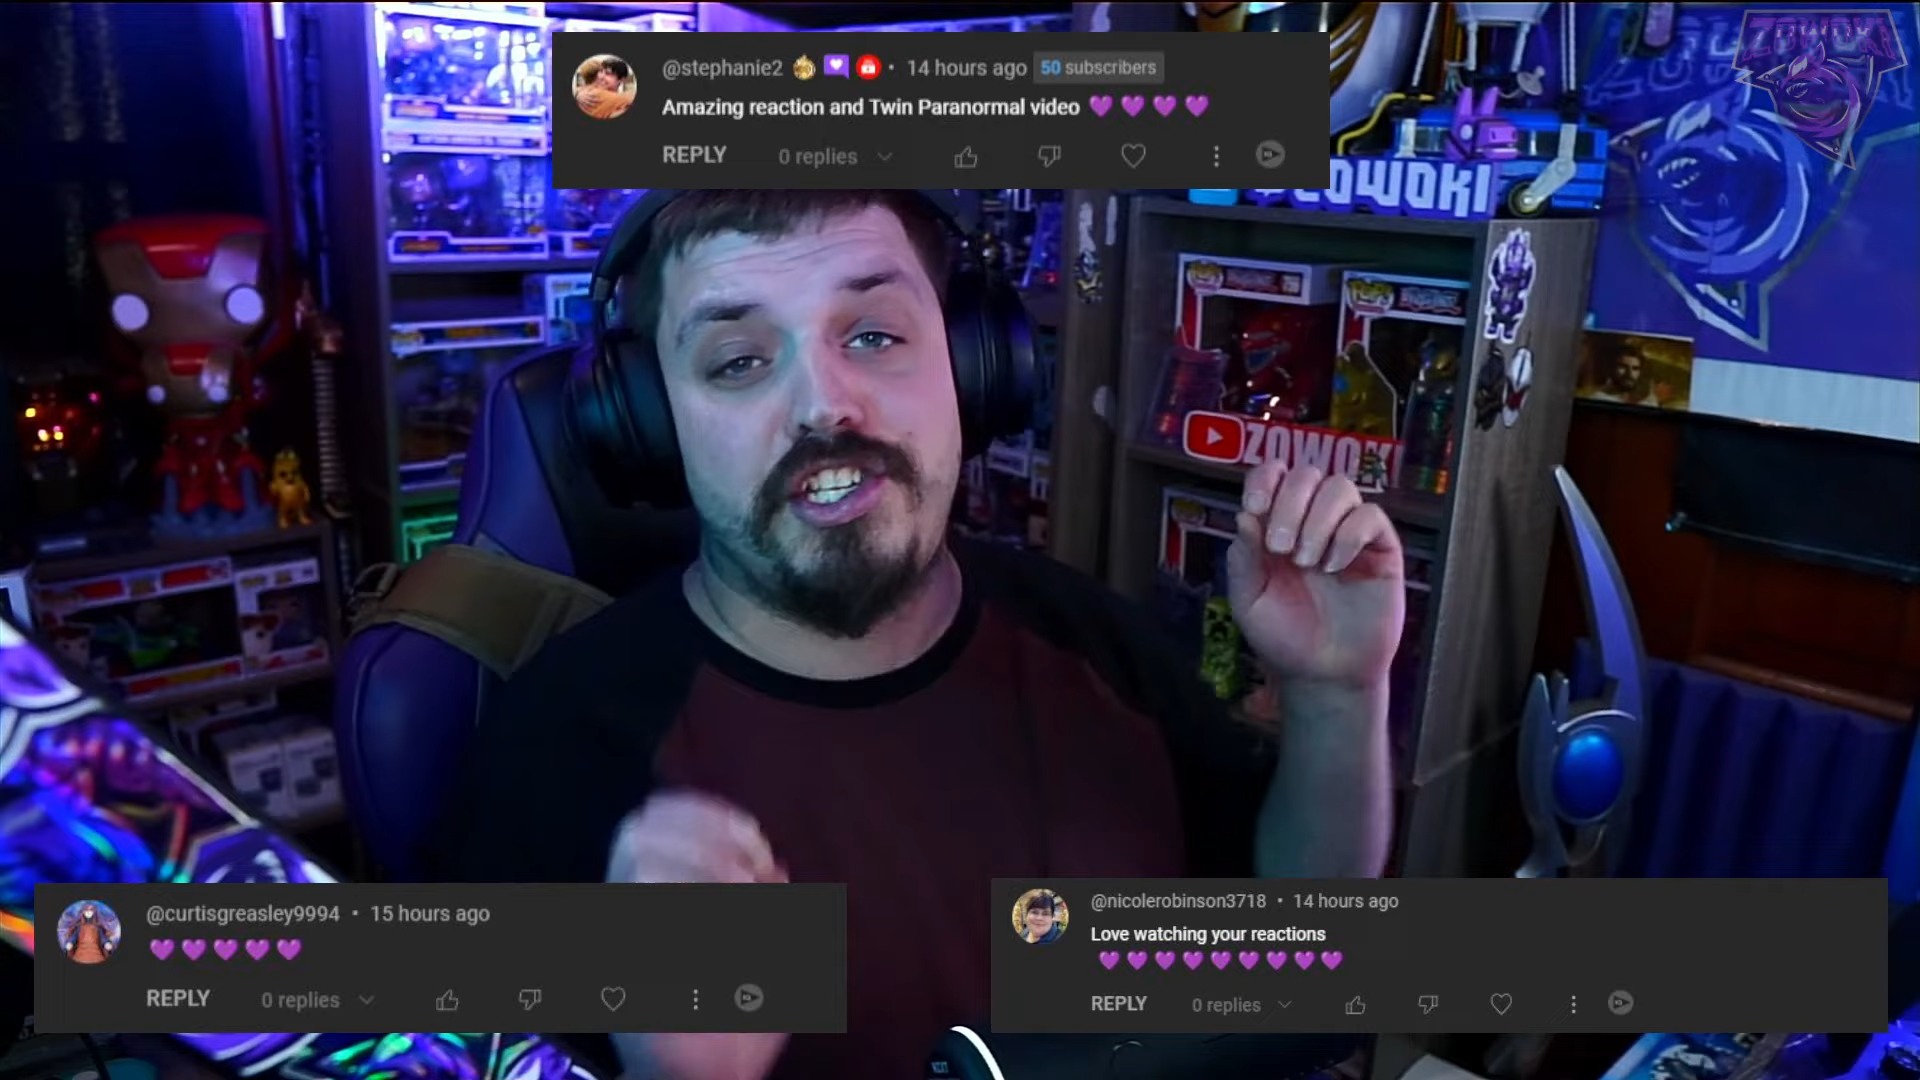 ZOWOKI
@stephanie2 • 14 hours ago 50 subscribers
Amazing reaction and Twin Paranormal video 💜 💜 💜 💜
REPLY 0 replies
ZOWOKI
ZOWOKI
@curtisgreasley9994 • 15 hours ago
💜 💜 💜 💜 💜
REPLY 0 replies
@nicolerobinson3718 • 14 hours ago
Love watching your reactions
💜 💜 💜 💜 💜 💜 💜 💜 💜
REPLY 0 replies